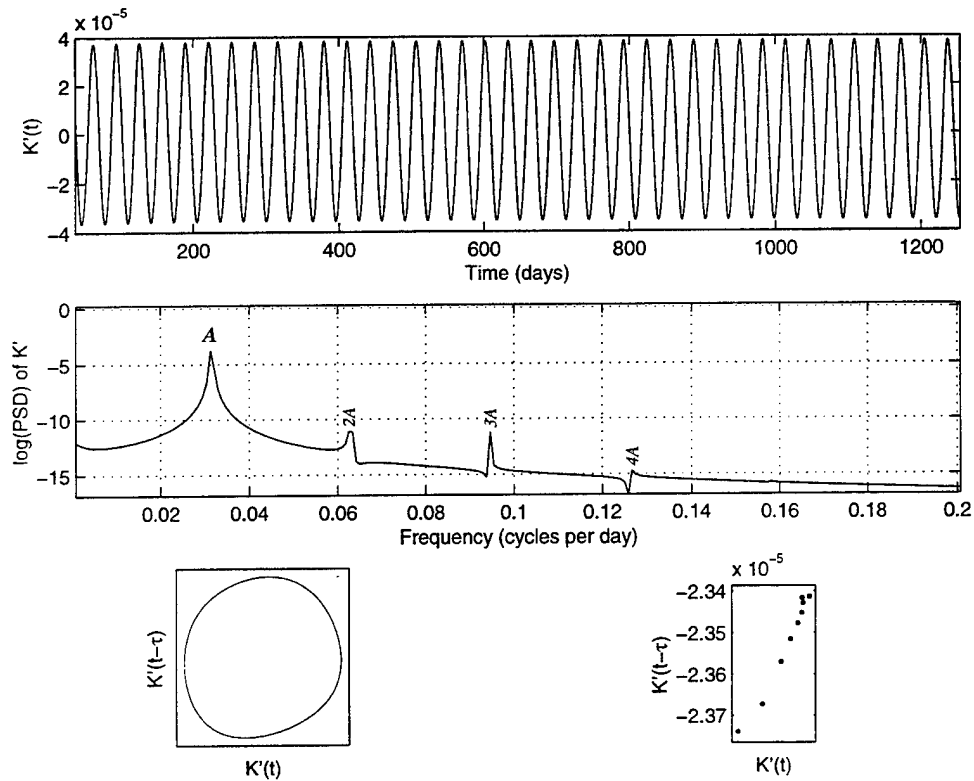 x 10⁻⁵
4
2
0
−2
−4
K'(t)
200 400 600 800 1000 1200
Time (days)
0
−5
−10
−15
log(PSD) of K'
A
2A
3A
4A
0.02 0.04 0.06 0.08 0.1 0.12 0.14 0.16 0.18 0.2
Frequency (cycles per day)
K'(t−τ)
K'(t)
x 10⁻⁵
−2.34
−2.35
−2.36
−2.37
K'(t−τ)
K'(t)